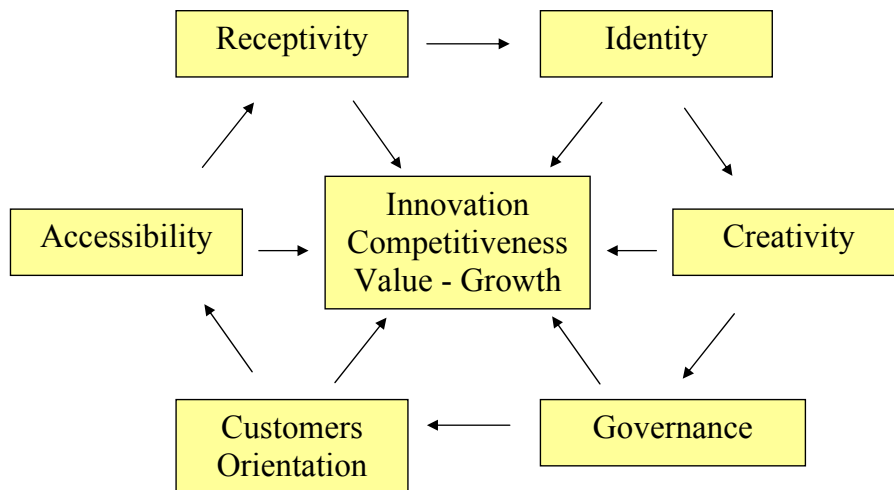 Receptivity
Identity
Accessibility
Innovation
Competitiveness
Value - Growth
Creativity
Customers
Orientation
Governance